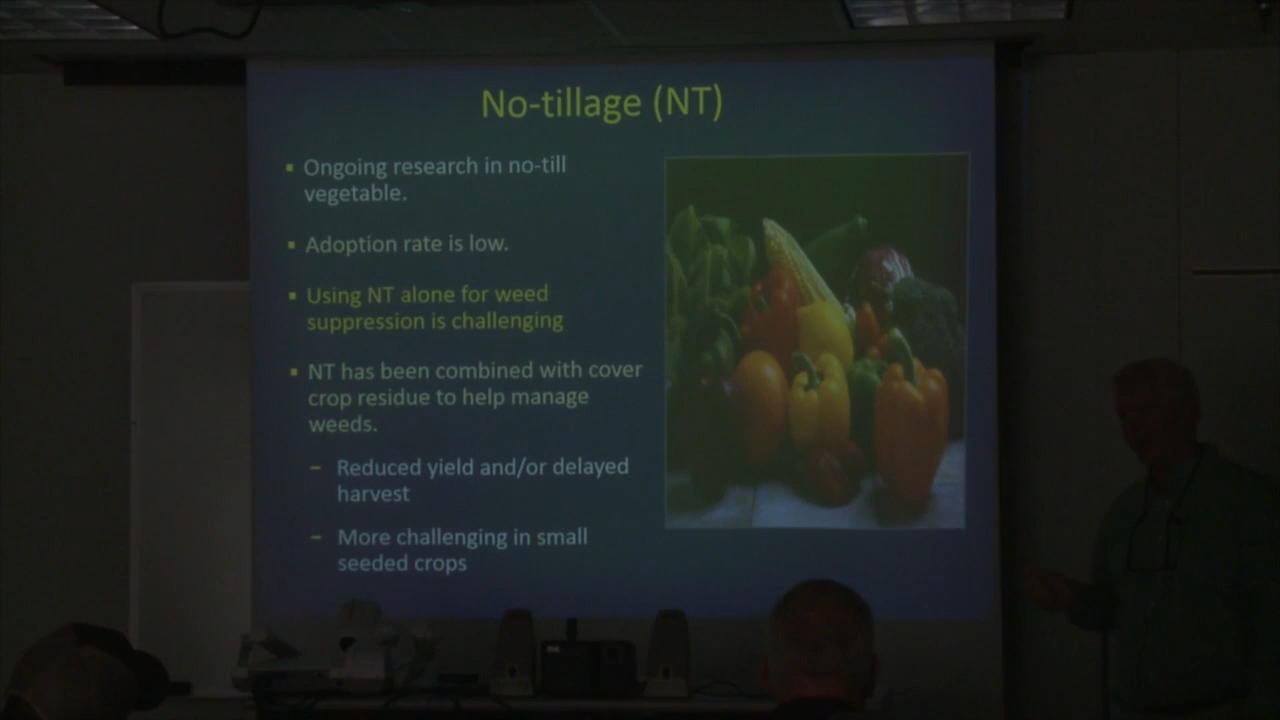 No-tillage (NT)
▪ Ongoing research in no-till
vegetable.
▪ Adoption rate is low.
▪ Using NT alone for weed
suppression is challenging
▪ NT has been combined with cover
crop residue to help manage
weeds.
– Reduced yield and/or delayed
harvest
– More challenging in small
seeded crops